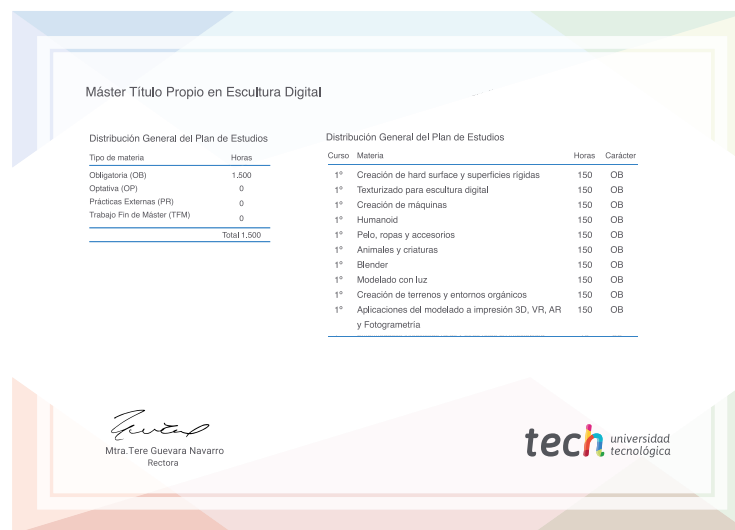 Máster Título Propio en Escultura Digital
Distribución General del Plan de Estudios
Tipo de materia Horas
Obligatoria (OB) 1.500
Optativa (OP) 0
Prácticas Externas (PR) 0
Trabajo Fin de Máster (TFM) 0
Total 1.500
Distribución General del Plan de Estudios
Curso Materia Horas Carácter
1º Creación de hard surface y superficies rígidas 150 OB
1º Texturizado para escultura digital 150 OB
1º Creación de máquinas 150 OB
1º Humanoid 150 OB
1º Pelo, ropas y accesorios 150 OB
1º Animales y criaturas 150 OB
1º Blender 150 OB
1º Modelado con luz 150 OB
1º Creación de terrenos y entornos orgánicos 150 OB
1º Aplicaciones del modelado a impresión 3D, VR, AR 150 OB
y Fotogrametría
Mtra.Tere Guevara Navarro
Rectora
tech universidad
tecnológica